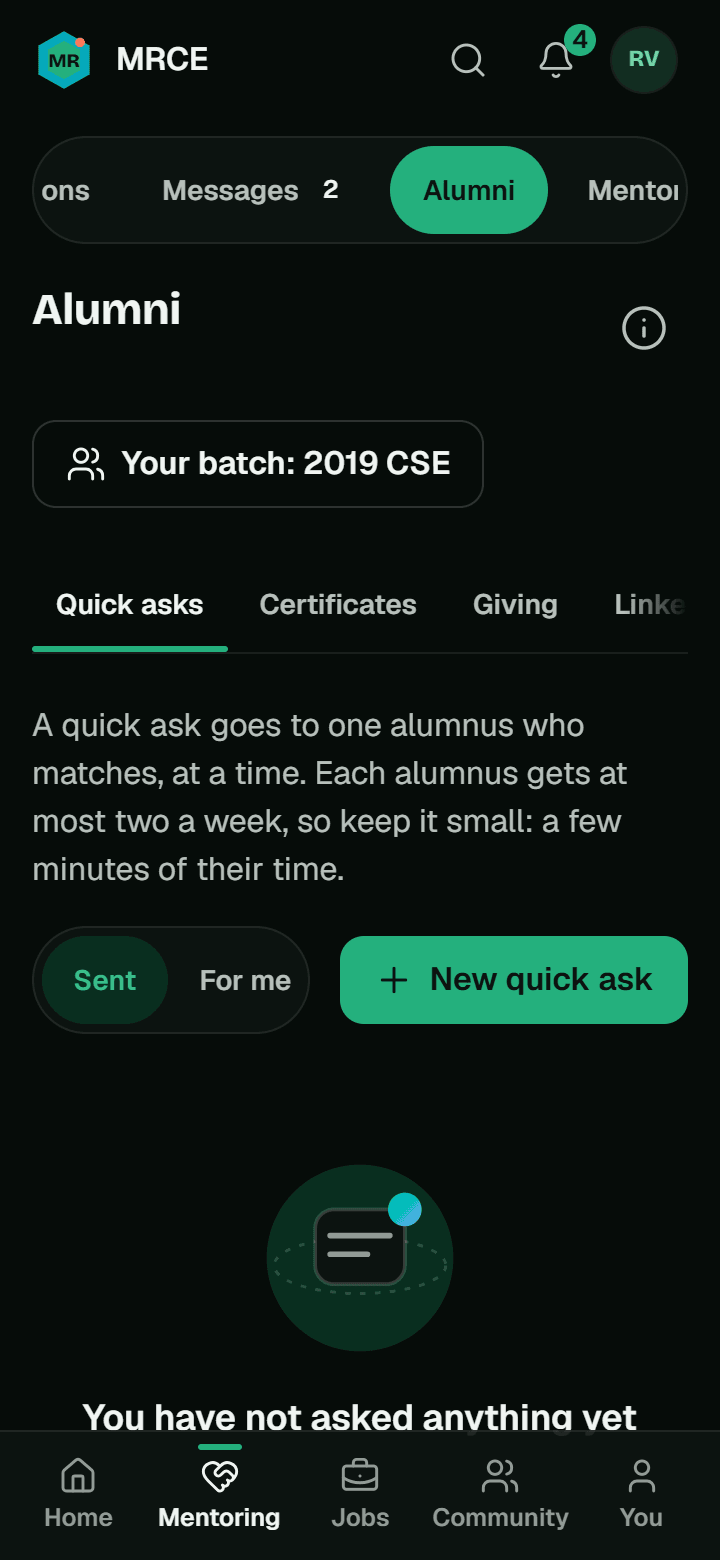 MR MRCE 4 RV
ons Messages 2 Alumni Mentor
Alumni
Your batch: 2019 CSE
Quick asks Certificates Giving Linke
A quick ask goes to one alumnus who
matches, at a time. Each alumnus gets at
most two a week, so keep it small: a few
minutes of their time.
Sent For me + New quick ask
You have not asked anything yet
Home Mentoring Jobs Community You